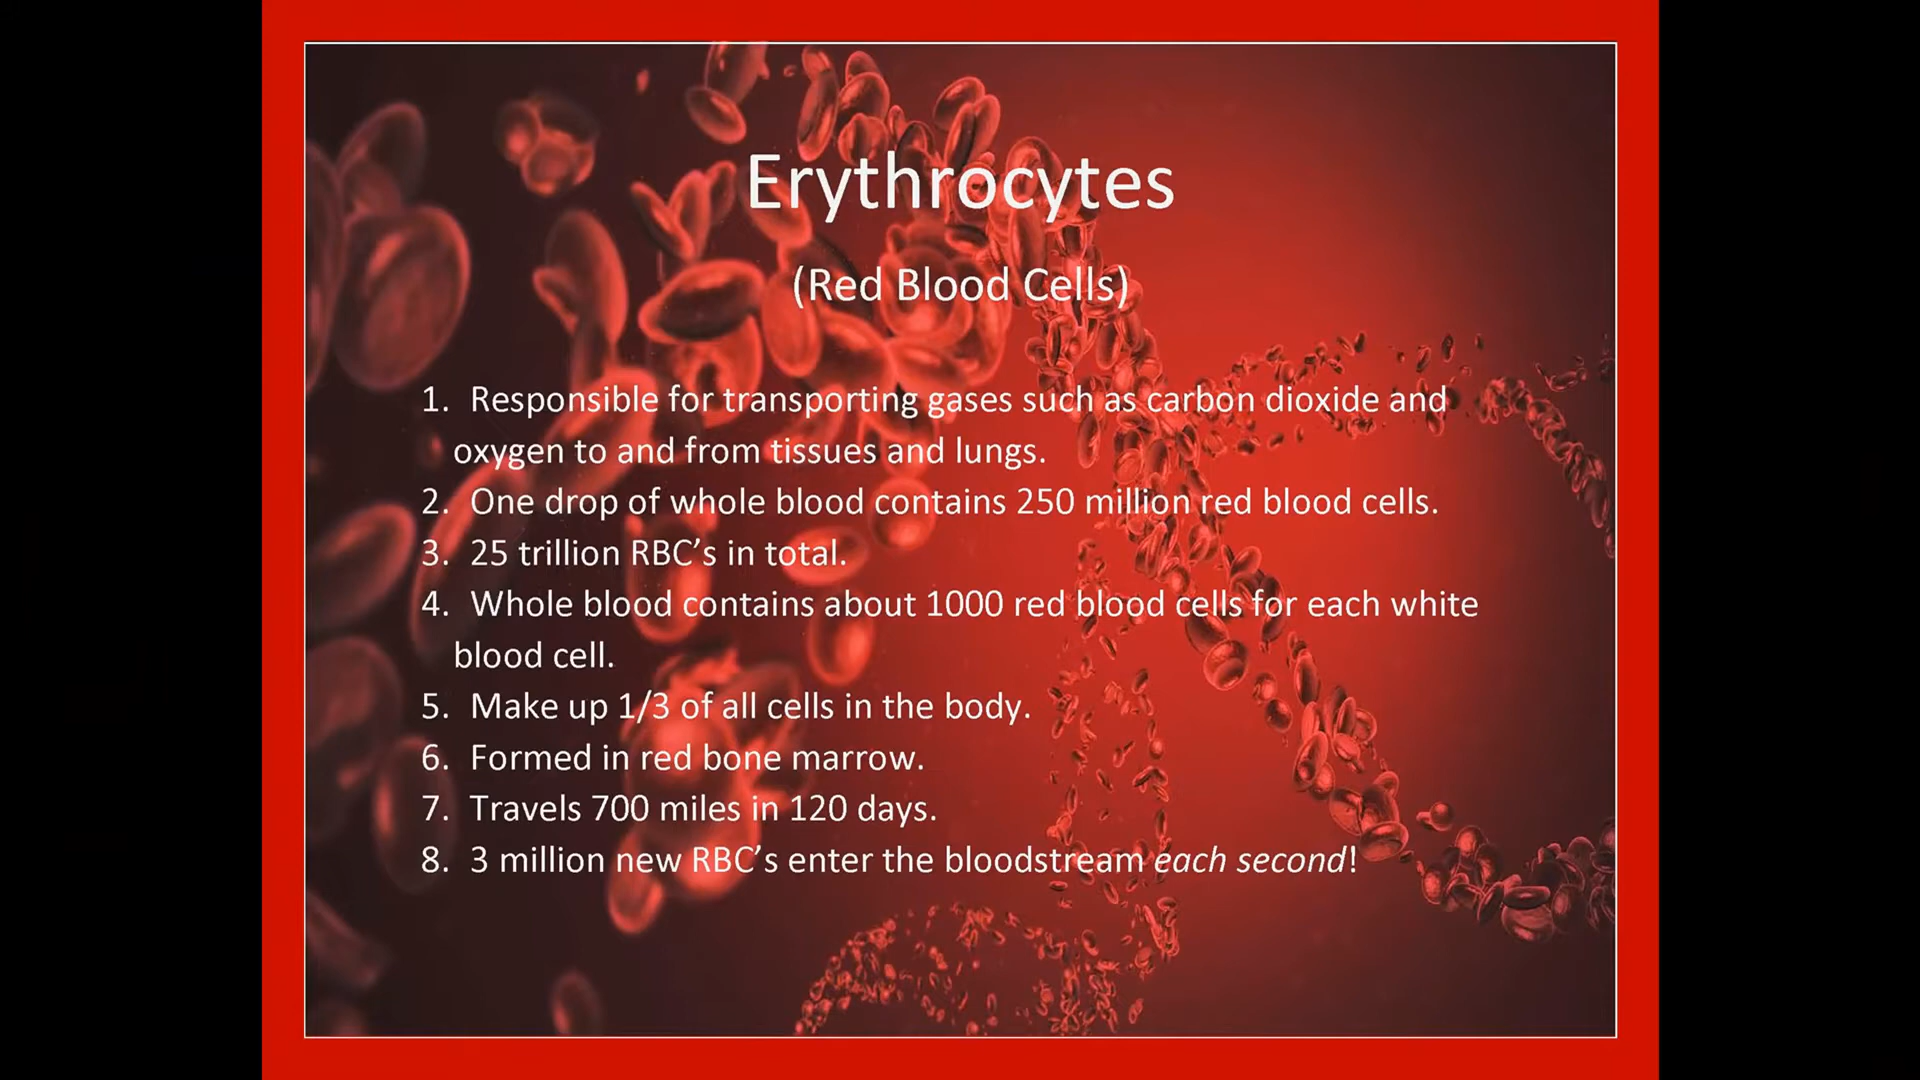 Erythrocytes
(Red Blood Cells)
1. Responsible for transporting gases such as carbon dioxide and
oxygen to and from tissues and lungs.
2. One drop of whole blood contains 250 million red blood cells.
3. 25 trillion RBC’s in total.
4. Whole blood contains about 1000 red blood cells for each white
blood cell.
5. Make up 1/3 of all cells in the body.
6. Formed in red bone marrow.
7. Travels 700 miles in 120 days.
8. 3 million new RBC’s enter the bloodstream each second!